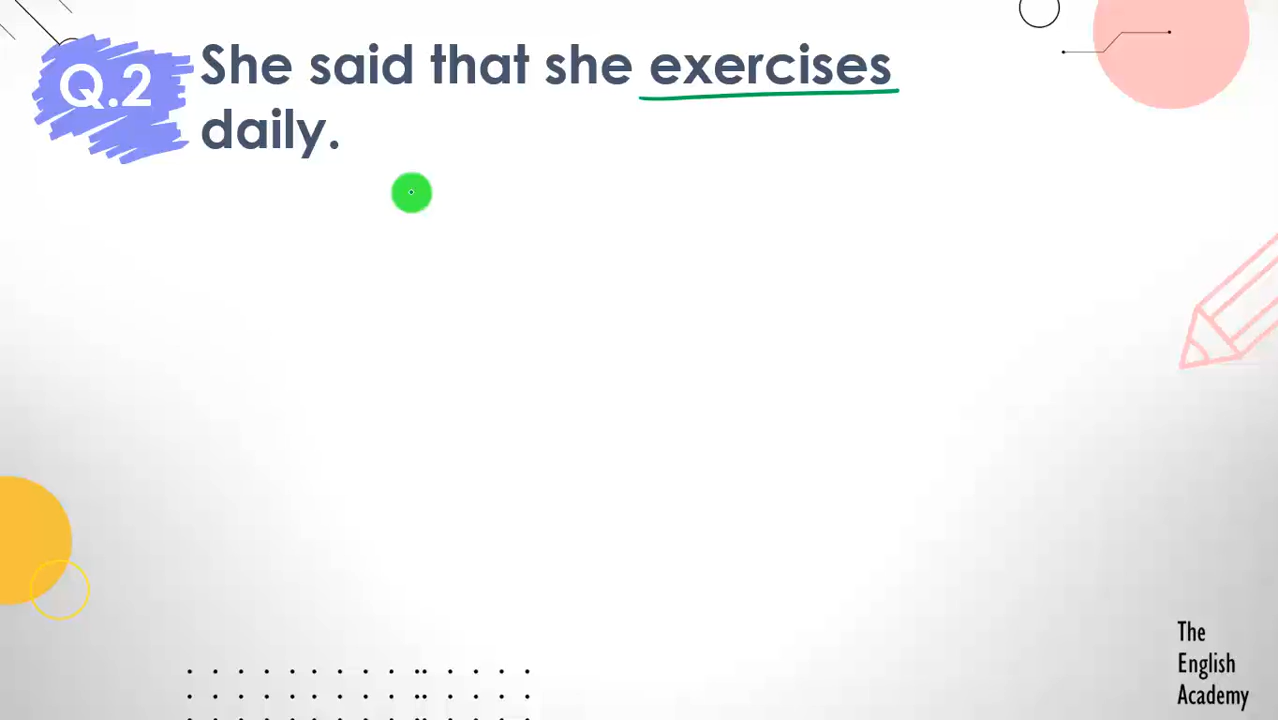 Q.2
She said that she exercises
daily.
The
English
Academy